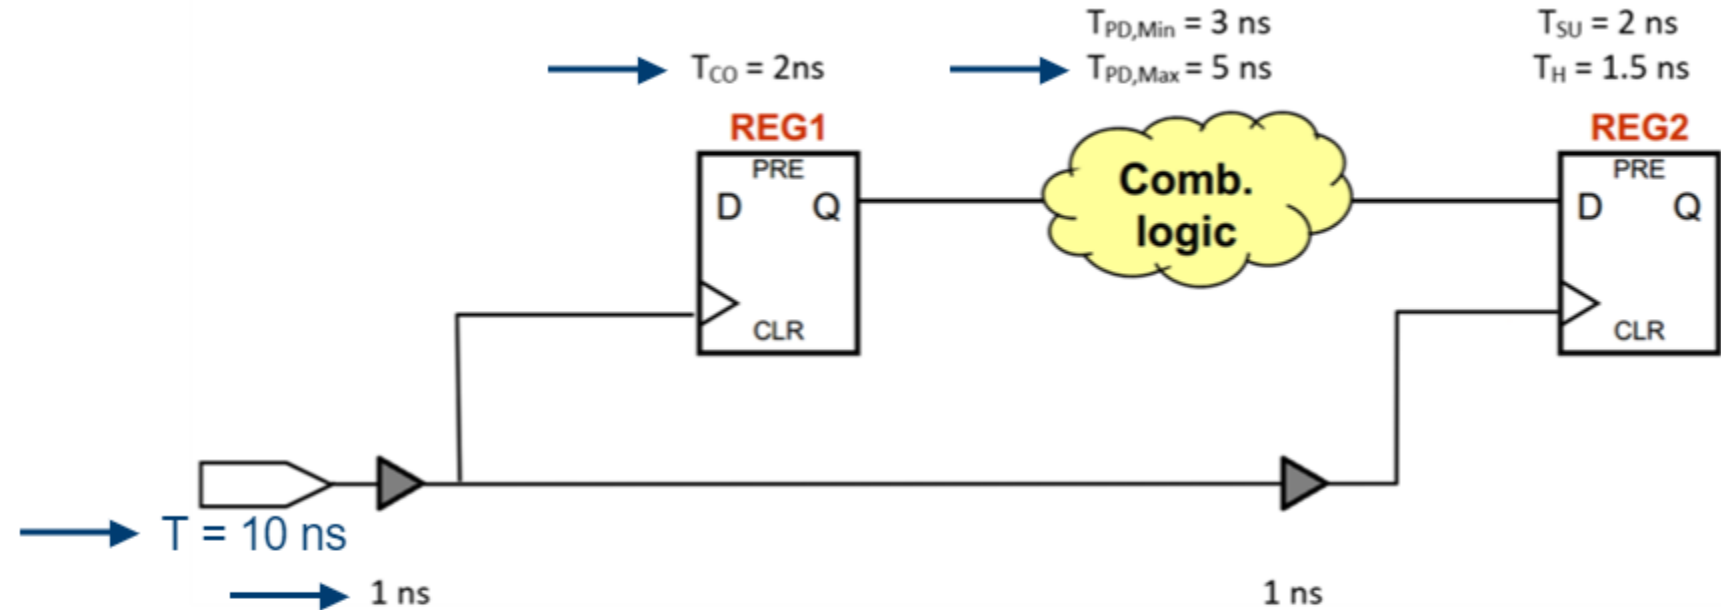 T_PD,Min = 3 ns
T_SU = 2 ns
T_CO = 2ns
T_PD,Max = 5 ns
T_H = 1.5 ns
REG1
REG2
PRE
PRE
Comb.
logic
D Q
D Q
CLR
CLR
T = 10 ns
1 ns
1 ns